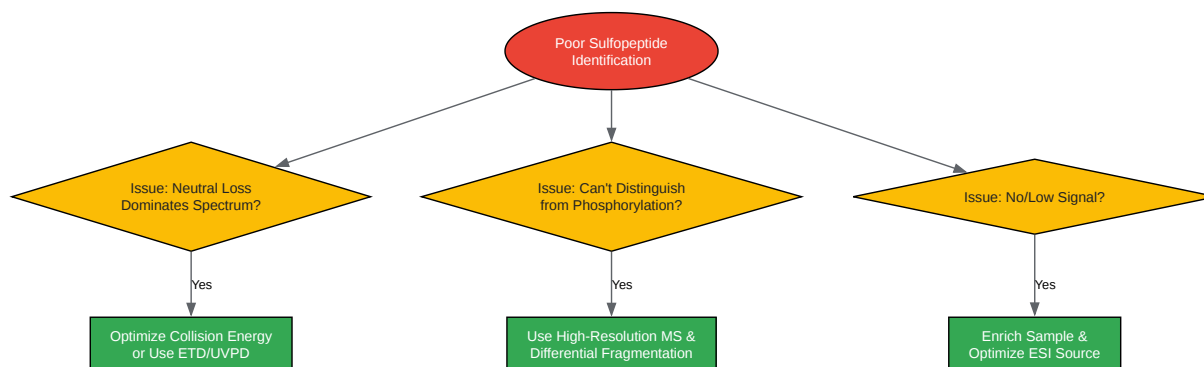 Poor Sulfopeptide
Identification
Issue: Neutral Loss
Dominates Spectrum?
Issue: Can't Distinguish
from Phosphorylation?
Issue: No/Low Signal?
Yes
Yes
Yes
Optimize Collision Energy
or Use ETD/UVPD
Use High-Resolution MS &
Differential Fragmentation
Enrich Sample &
Optimize ESI Source